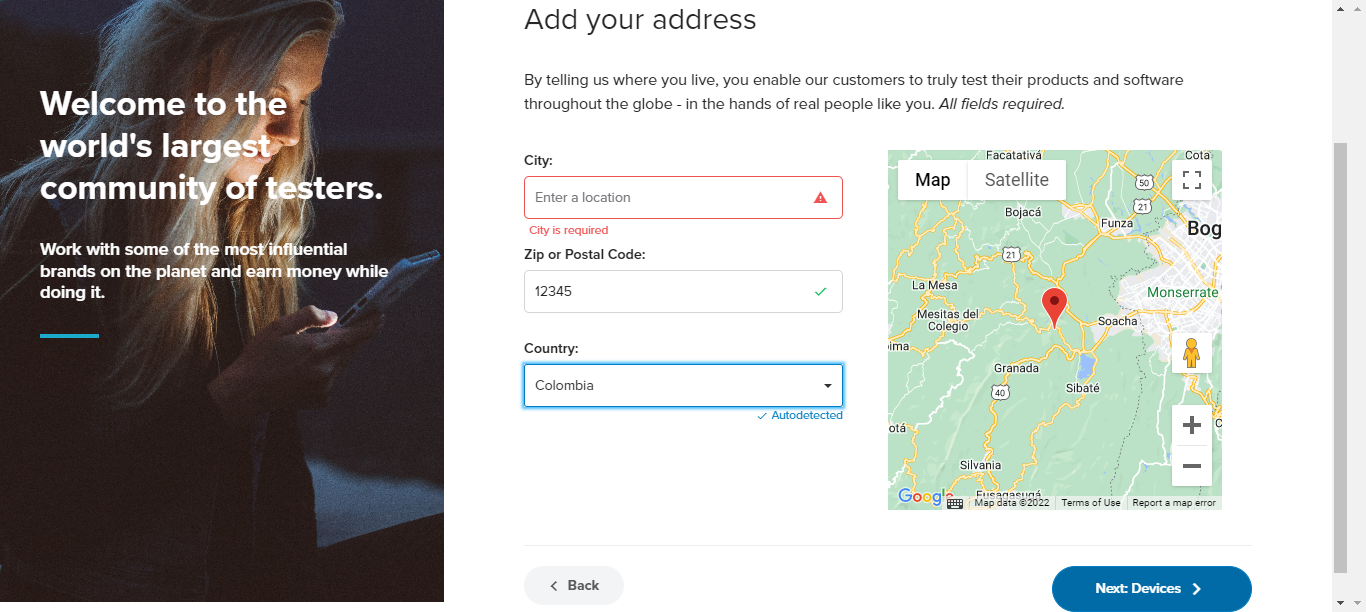 Welcome to the
world's largest
community of testers.
Work with some of the most influential
brands on the planet and earn money while
doing it.
Add your address
By telling us where you live, you enable our customers to truly test their products and software
throughout the globe - in the hands of real people like you. All fields required.
City:
Enter a location
City is required
Zip or Postal Code:
12345
Country:
Colombia
Autodetected
Map
Satellite
Facatativá
Cota
50
21
Bojacá
Funza
Bog
21
La Mesa
Monserrate
Mesitas del
Colegio
Soacha
ima
Granada
Sibaté
40
otá
C
Silvania
Fusagasugá
Google
Map data ©2022
Terms of Use
Report a map error
Back
Next: Devices